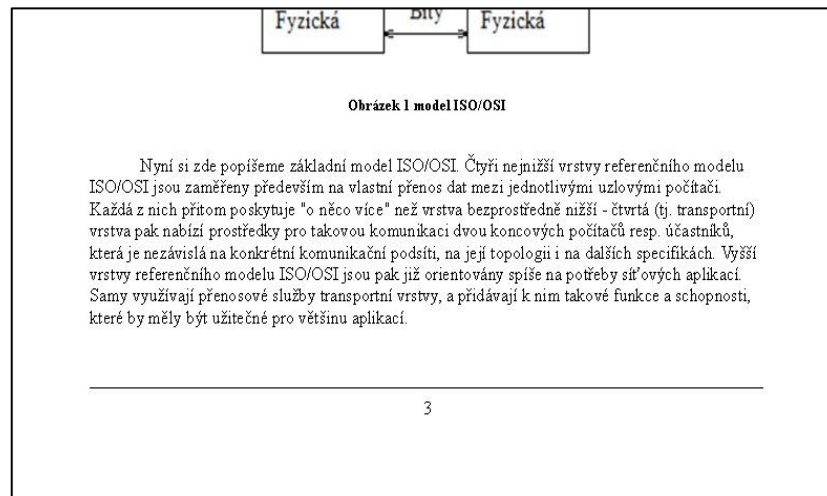 Fyzická Bity Fyzická
Obrázek 1 model ISO/OSI
Nyní si zde popíšeme základní model ISO/OSI. Čtyři nejnižší vrstvy referenčního modelu
ISO/OSI jsou zaměřeny především na vlastní přenos dat mezi jednotlivými uzlovými počítači.
Každá z nich přitom poskytuje "o něco více" než vrstva bezprostředně nižší - čtvrtá (tj. transportní)
vrstva pak nabízí prostředky pro takovou komunikaci dvou koncových počítačů resp. účastníků,
která je nezávislá na konkrétní komunikační podsíti, na její topologii i na dalších specifikách. Vyšší
vrstvy referenčního modelu ISO/OSI jsou pak již orientovány spíše na potřeby síťových aplikací.
Samy využívají přenosové služby transportní vrstvy, a přidávají k nim takové funkce a schopnosti,
které by měly být užitečné pro většinu aplikací.
3